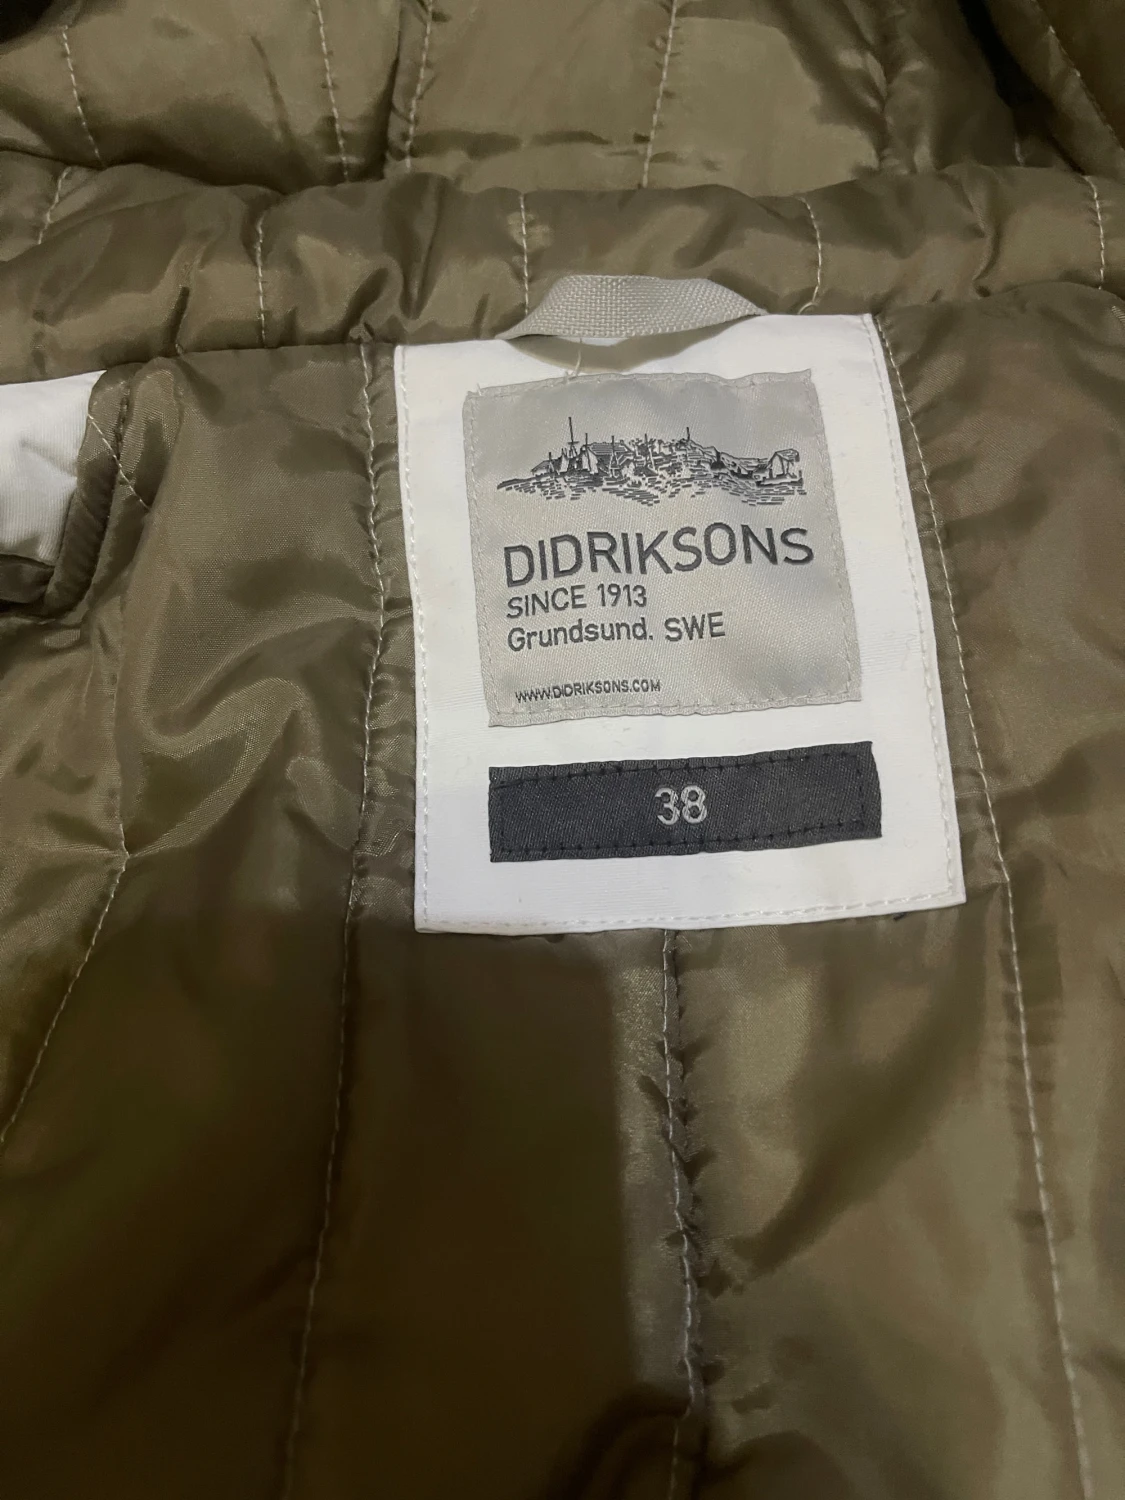 DIDRIKSONS
SINCE 1913
Grundsund. SWE
WWW.DIDRIKSONS.COM
38